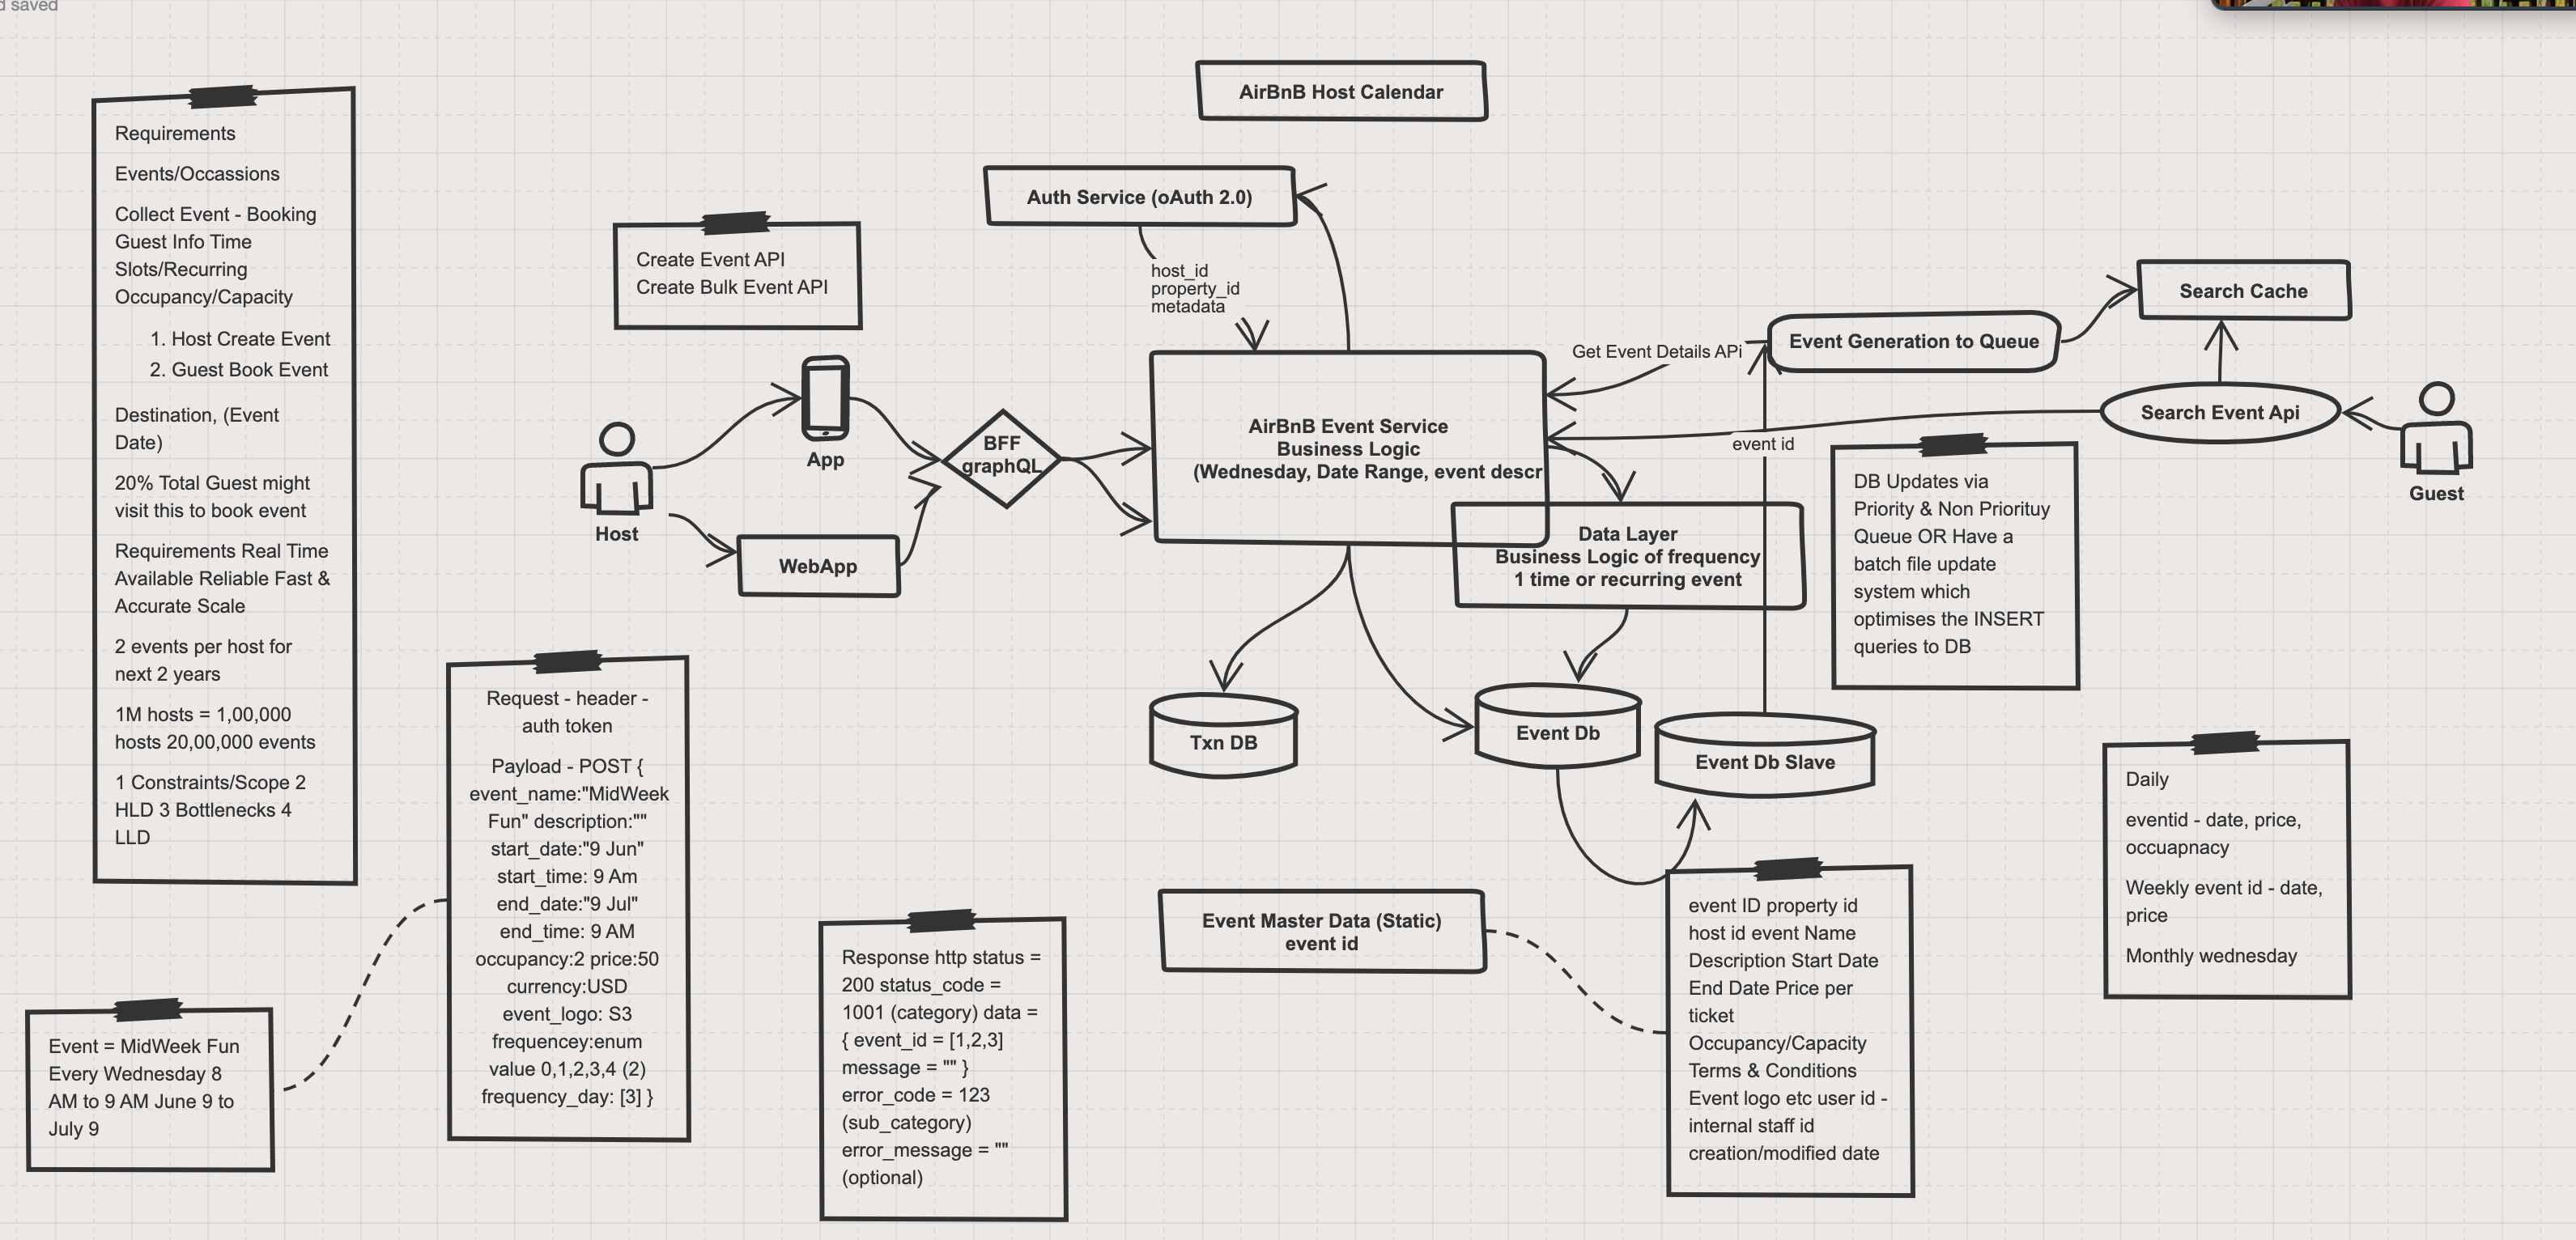 d saved
AirBnB Host Calendar
Requirements
Events/Occassions
Collect Event - Booking
Guest Info Time
Slots/Recurring
Occupancy/Capacity
1. Host Create Event
2. Guest Book Event
Destination, (Event
Date)
20% Total Guest might
visit this to book event
Requirements Real Time
Available Reliable Fast &
Accurate Scale
2 events per host for
next 2 years
1M hosts = 1,00,000
hosts 20,00,000 events
1 Constraints/Scope 2
HLD 3 Bottlenecks 4
LLD
Create Event API
Create Bulk Event API
Auth Service (oAuth 2.0)
host_id
property_id
metadata
Host
App
WebApp
BFF
graphQL
AirBnB Event Service
Business Logic
(Wednesday, Date Range, event descr
Get Event Details APi
Event Generation to Queue
Search Cache
Search Event Api
Guest
event id
Data Layer
Business Logic of frequency
1 time or recurring event
DB Updates via
Priority & Non Priorituy
Queue OR Have a
batch file update
system which
optimises the INSERT
queries to DB
Txn DB
Event Db
Event Db Slave
Request - header -
auth token
Payload - POST {
event_name:"MidWeek
Fun" description:""
start_date:"9 Jun"
start_time: 9 Am
end_date:"9 Jul"
end_time: 9 AM
occupancy:2 price:50
currency:USD
event_logo: S3
frequencey:enum
value 0,1,2,3,4 (2)
frequency_day: [3] }
Event = MidWeek Fun
Every Wednesday 8
AM to 9 AM June 9 to
July 9
Response http status =
200 status_code =
1001 (category) data =
{ event_id = [1,2,3]
message = "" }
error_code = 123
(sub_category)
error_message = ""
(optional)
Event Master Data (Static)
event id
event ID property id
host id event Name
Description Start Date
End Date Price per
ticket
Occupancy/Capacity
Terms & Conditions
Event logo etc user id -
internal staff id
creation/modified date
Daily
eventid - date, price,
occuapnacy
Weekly event id - date,
price
Monthly wednesday